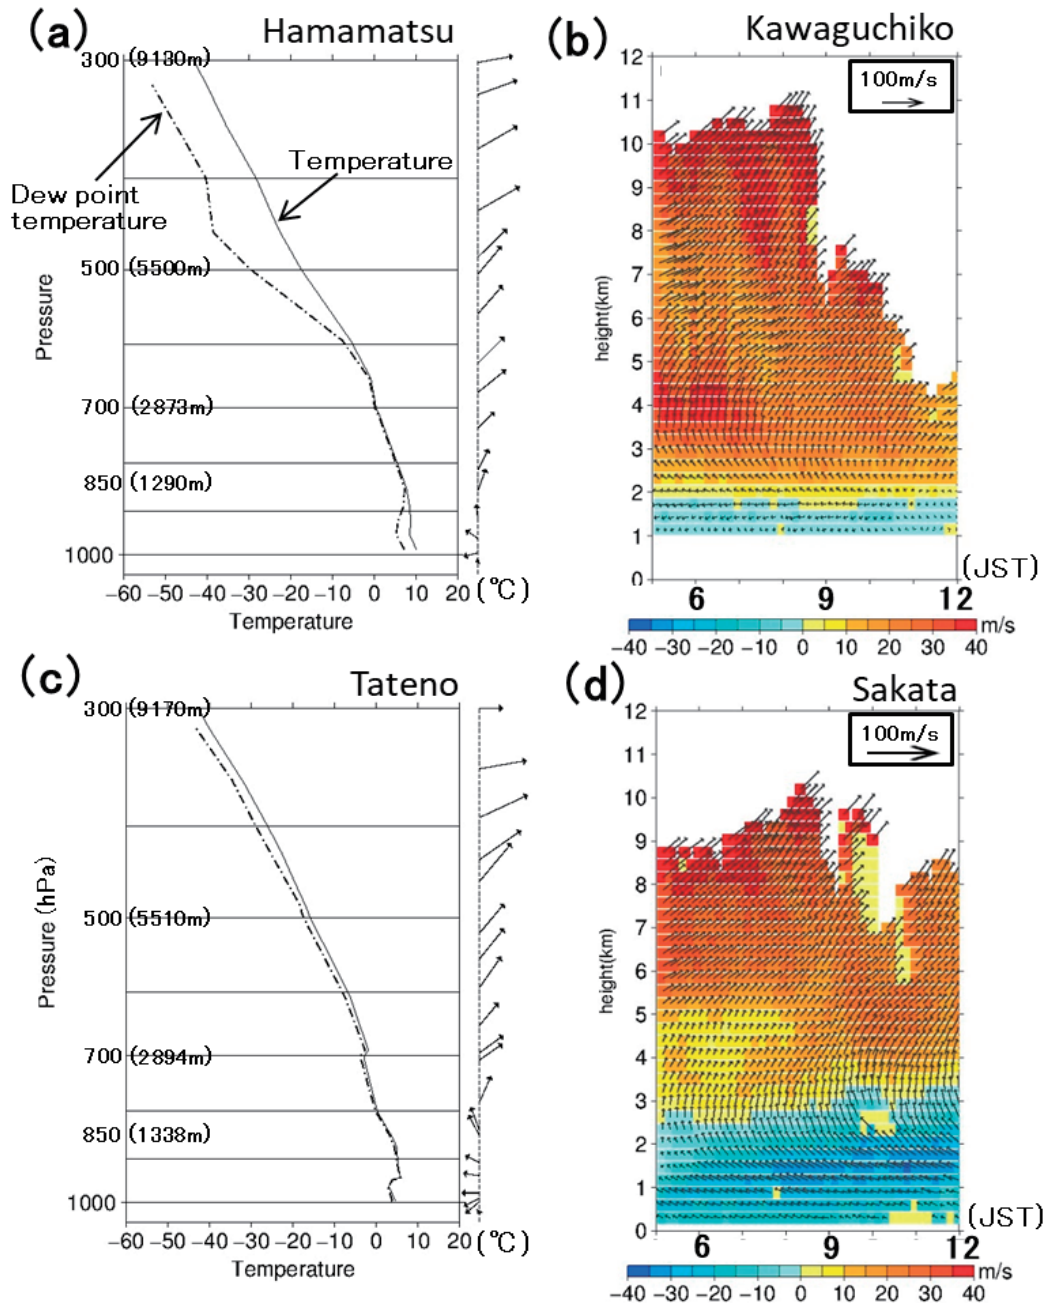 (a) Hamamatsu
300 (9130m)
Dew point
temperature
Temperature
500 (5500m)
700 (2873m)
850 (1290m)
1000
Pressure
−60 −50 −40 −30 −20 −10 0 10 20 (℃)
Temperature
(b) Kawaguchiko
100m/s
12
11
10
9
8
7
6
5
4
3
2
1
0
height(km)
6 9 12 (JST)
−40 −30 −20 −10 0 10 20 30 40 m/s
(c) Tateno
300 (9170m)
500 (5510m)
700 (2894m)
850 (1338m)
1000
Pressure (hPa)
−60 −50 −40 −30 −20 −10 0 10 20 (℃)
Temperature
(d) Sakata
100m/s
12
11
10
9
8
7
6
5
4
3
2
1
0
height(km)
6 9 12 (JST)
−40 −30 −20 −10 0 10 20 30 40 m/s